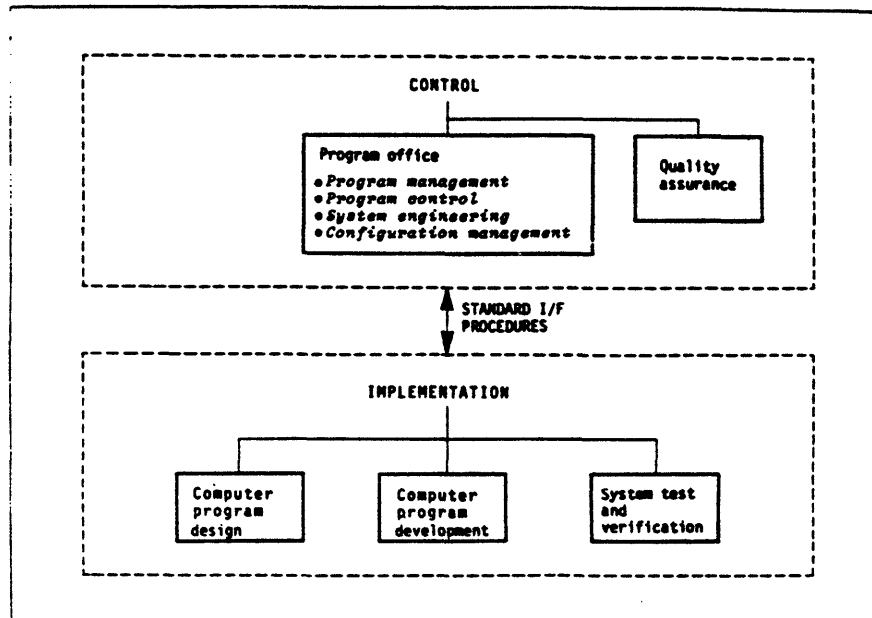 CONTROL
Program office
• Program management
• Program control
• System engineering
• Configuration management
Quality
assurance
STANDARD I/F
PROCEDURES
IMPLEMENTATION
Computer
program
design
Computer
program
development
System test
and
verification